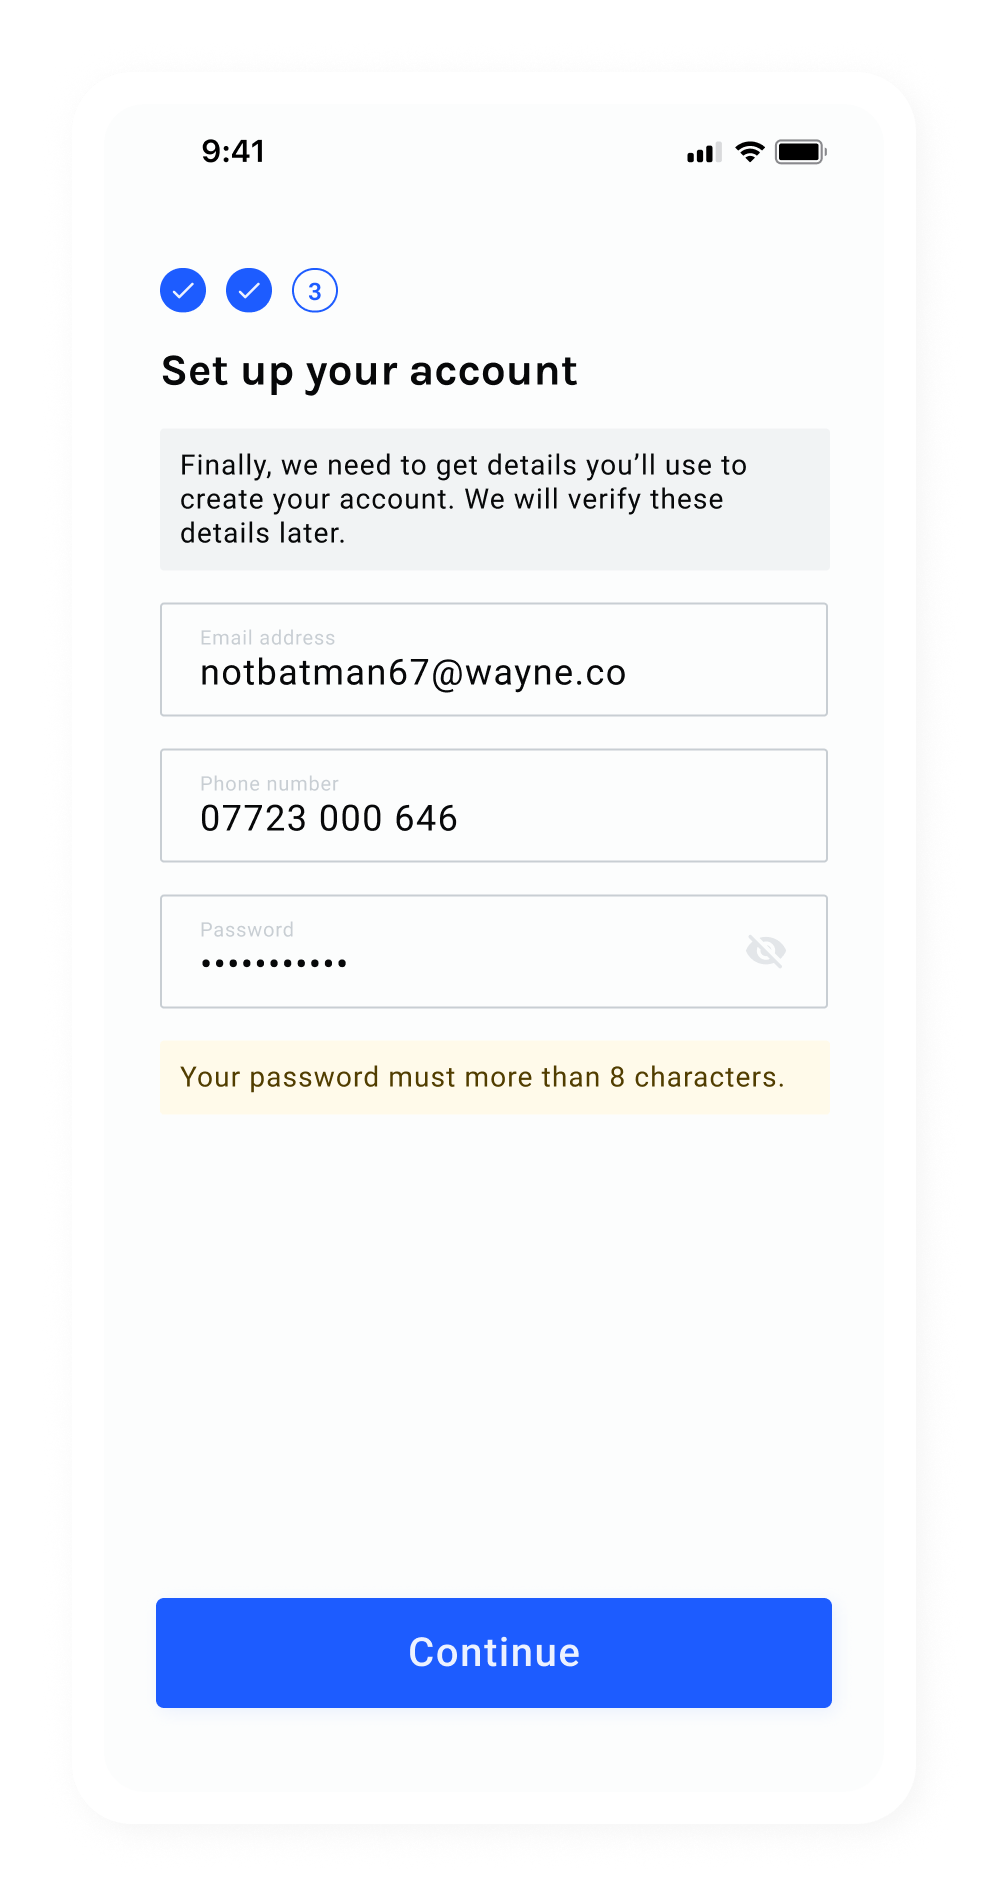 9:41
3
Set up your account
Finally, we need to get details you’ll use to
create your account. We will verify these
details later.
Email address
notbatman67@wayne.co
Phone number
07723 000 646
Password
•••••••••••
Your password must more than 8 characters.
Continue